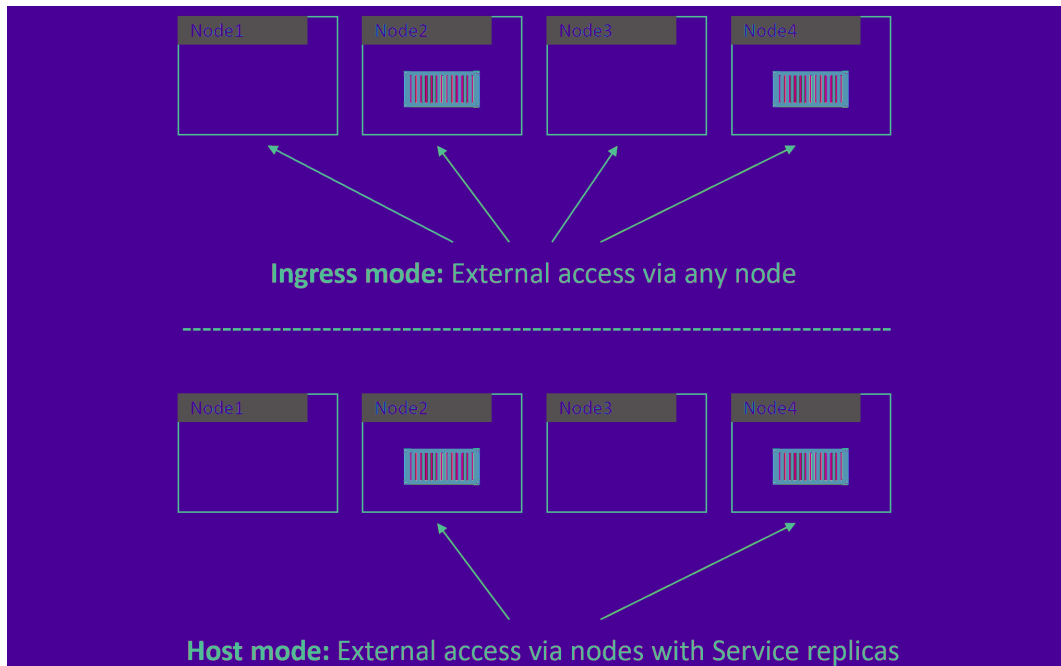 Node1 Node2 Node3 Node4
Ingress mode: External access via any node
Node1 Node2 Node3 Node4
Host mode: External access via nodes with Service replicas